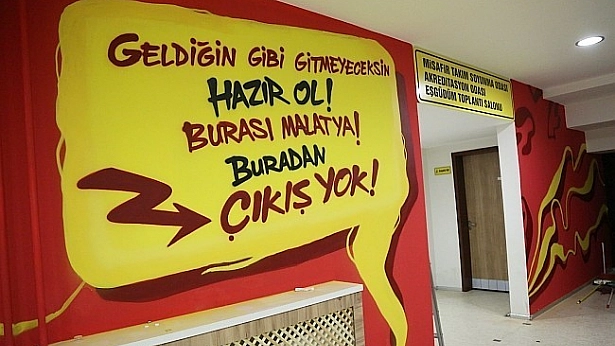 GELDİĞİN GİBİ GİTMEYECEKSİN
HAZIR OL!
BURASI MALATYA!
BURADAN
ÇIKIŞ YOK!
MİSAFİR TAKIM SOYUNMA ODASI
AKREDİTASYON ODASI
EŞGÜDÜM TOPLANTI SALONU